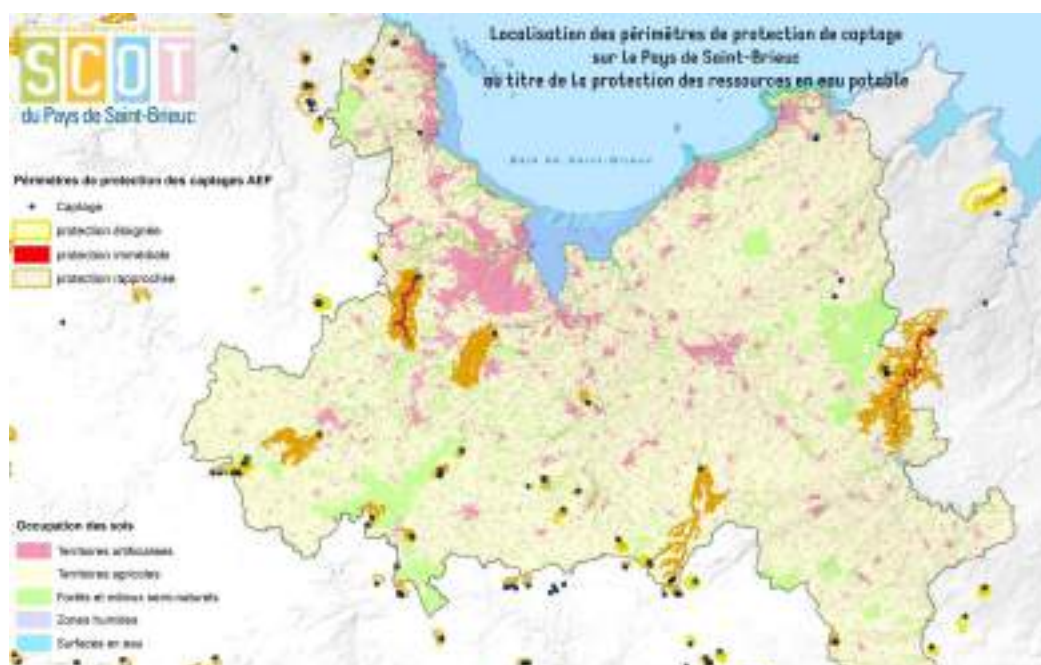 SCOT
du Pays de Saint-Brieuc
Localisation des périmètres de protection de captage
sur le Pays de Saint-Brieuc
au titre de la protection des ressources en eau potable
Baie de Saint-Brieuc
Périmètres de protection des captages AEP
Captage
protection éloignée
protection immédiate
protection rapprochée
Occupation des sols
Territoires artificialisés
Territoires agricoles
Forêts et milieux semi-naturels
Zones humides
Surfaces en eau